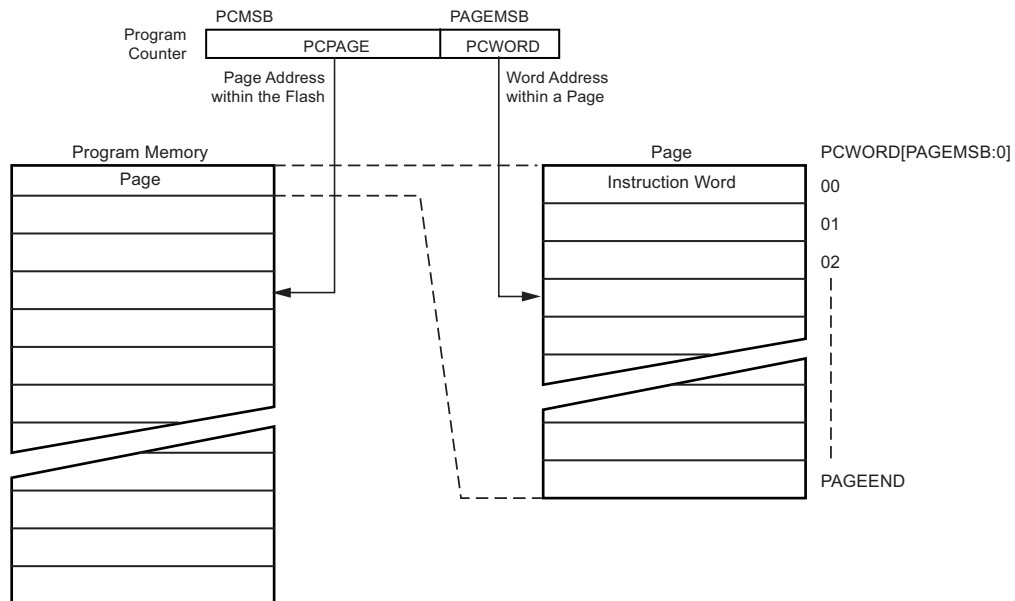 PCMSB
PAGEMSB
Program
Counter
PCPAGE
PCWORD
Page Address
within the Flash
Word Address
within a Page
Program Memory
Page
Page
PCWORD[PAGEMSB:0]
Instruction Word
00
01
02
PAGEEND